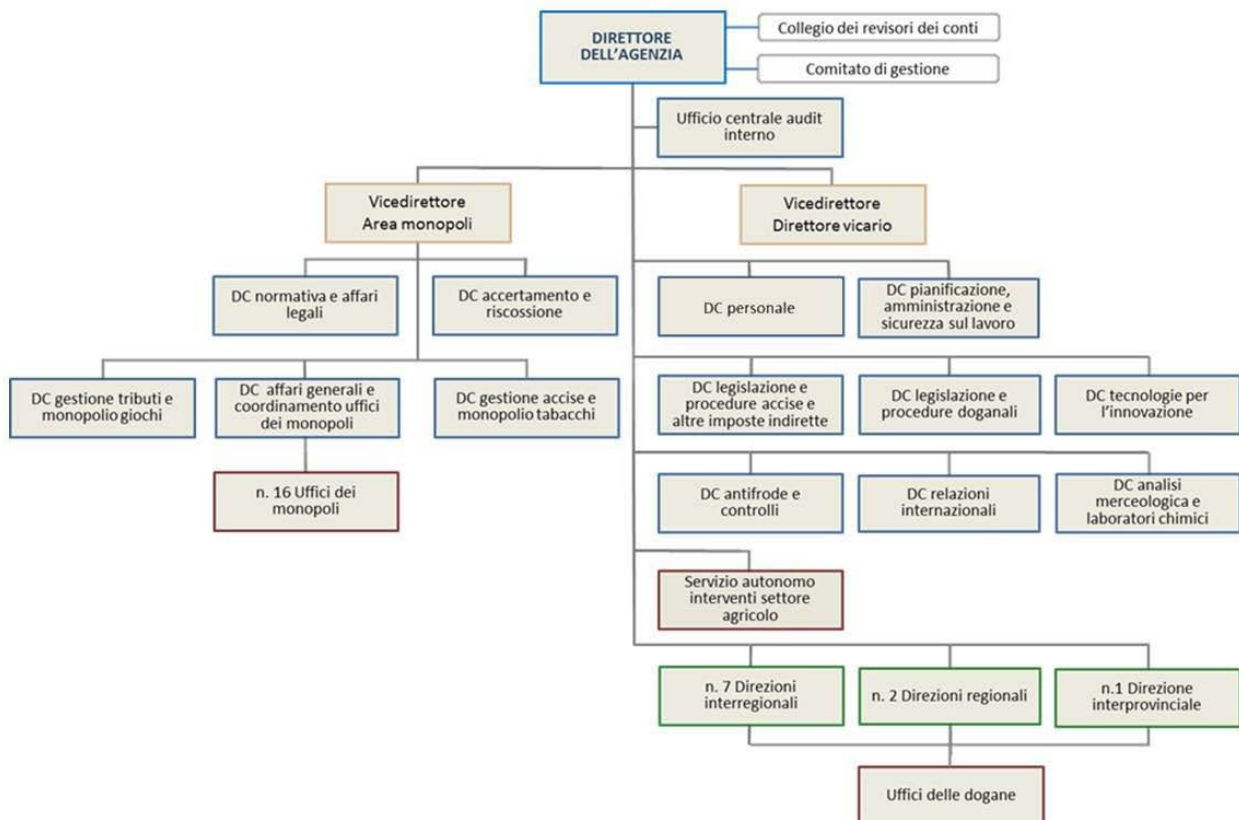 DIRETTORE
DELL'AGENZIA
Collegio dei revisori dei conti
Comitato di gestione
Ufficio centrale audit
interno
Vicedirettore
Area monopoli
Vicedirettore
Direttore vicario
DC normativa e affari
legali
DC accertamento e
riscossione
DC personale
DC pianificazione,
amministrazione e
sicurezza sul lavoro
DC gestione tributi e
monopolio giochi
DC affari generali e
coordinamento uffici
dei monopoli
DC gestione accise e
monopolio tabacchi
DC legislazione e
procedure accise e
altre imposte indirette
DC legislazione e
procedure doganali
DC tecnologie per
l'innovazione
n. 16 Uffici dei
monopoli
DC antifrode e
controlli
DC relazioni
internazionali
DC analisi
merceologica e
laboratori chimici
Servizio autonomo
interventi settore
agricolo
n. 7 Direzioni
interregionali
n. 2 Direzioni regionali
n.1 Direzione
interprovinciale
Uffici delle dogane